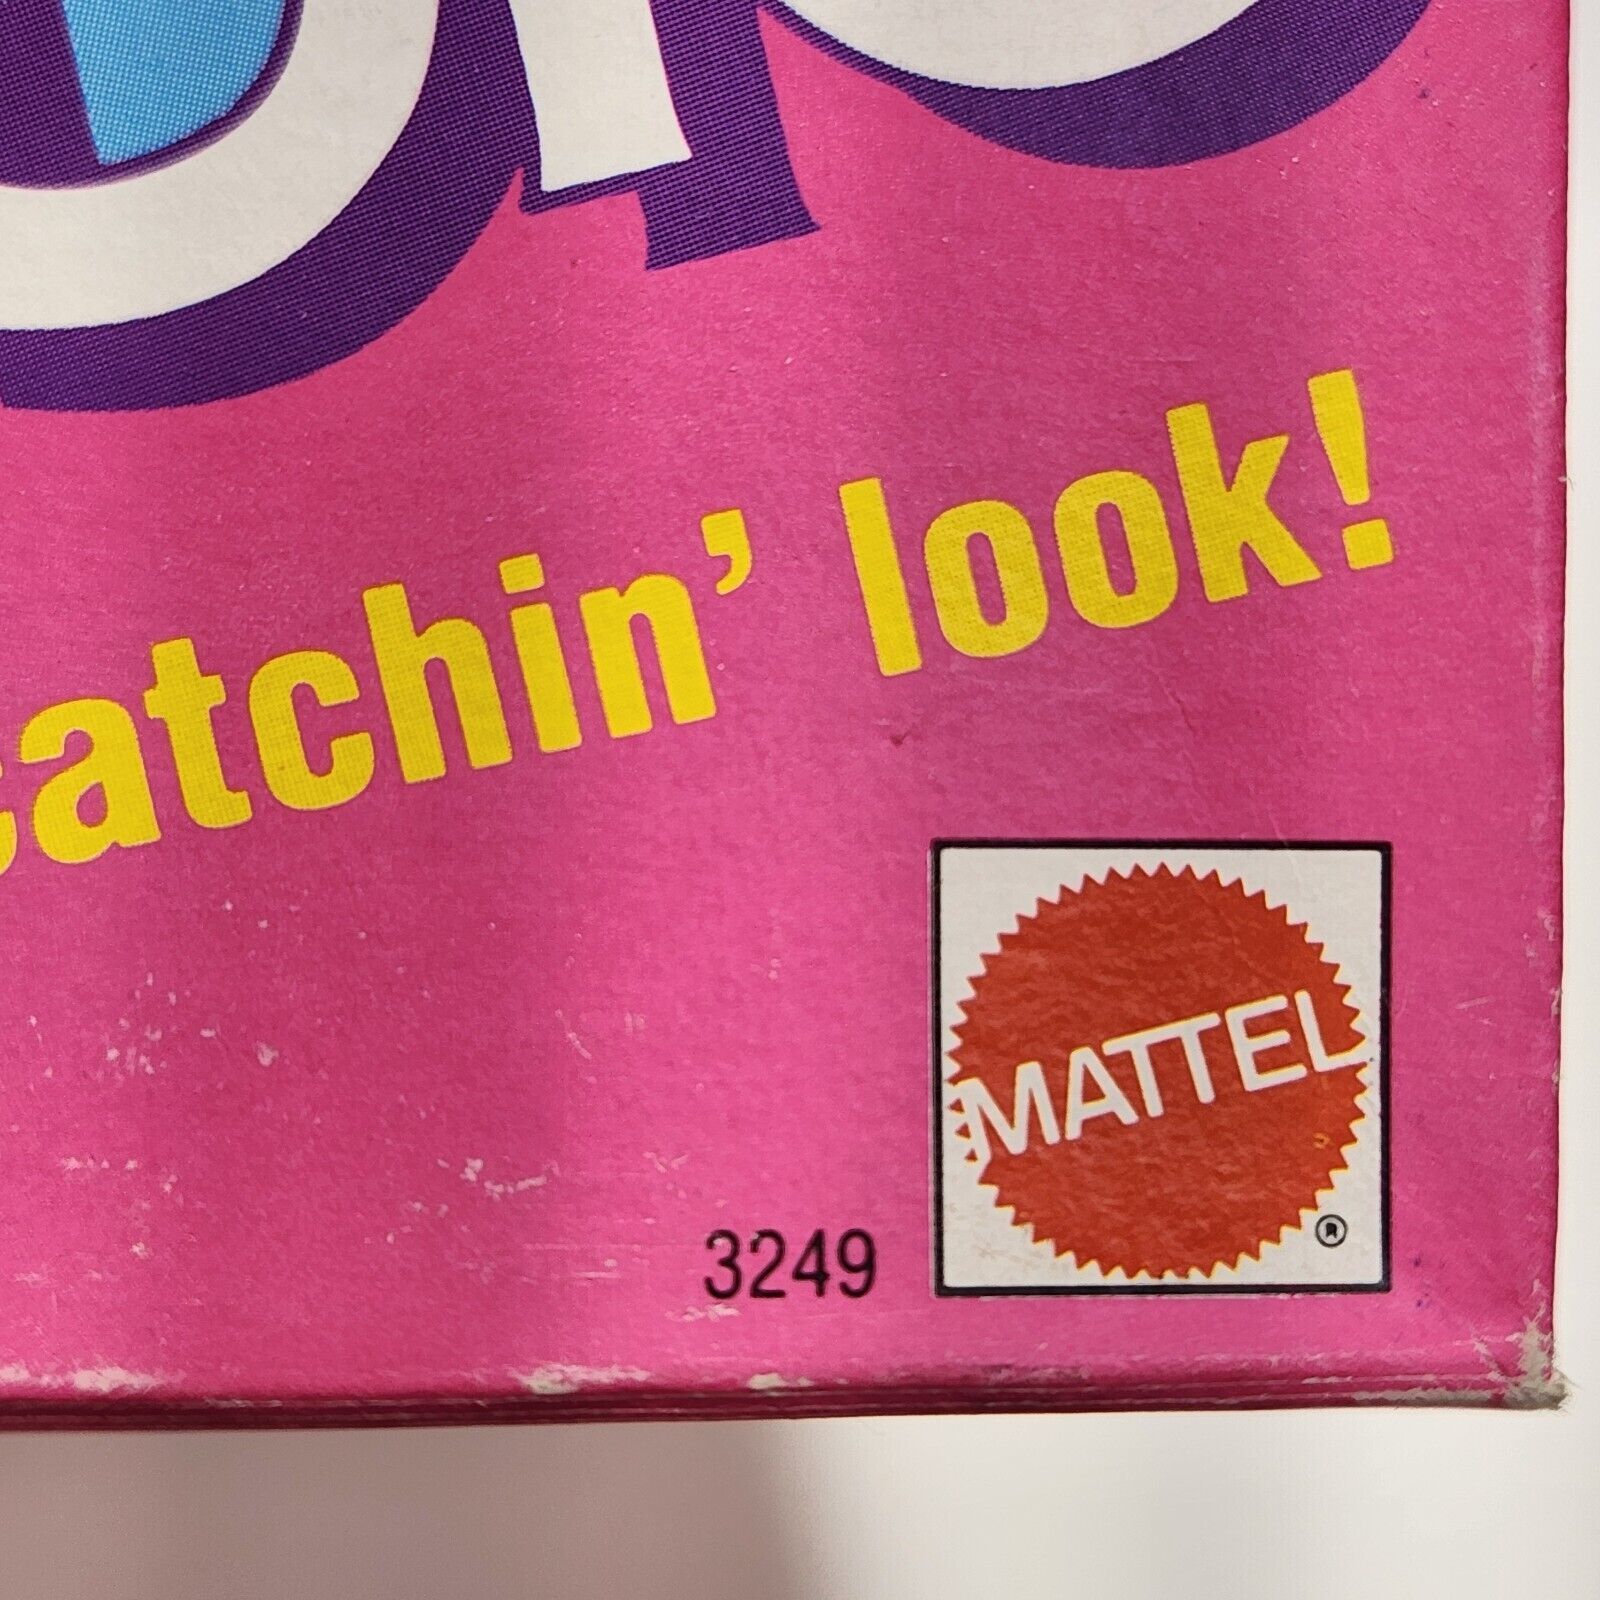 catchin' look!
MATTEL
®
3249